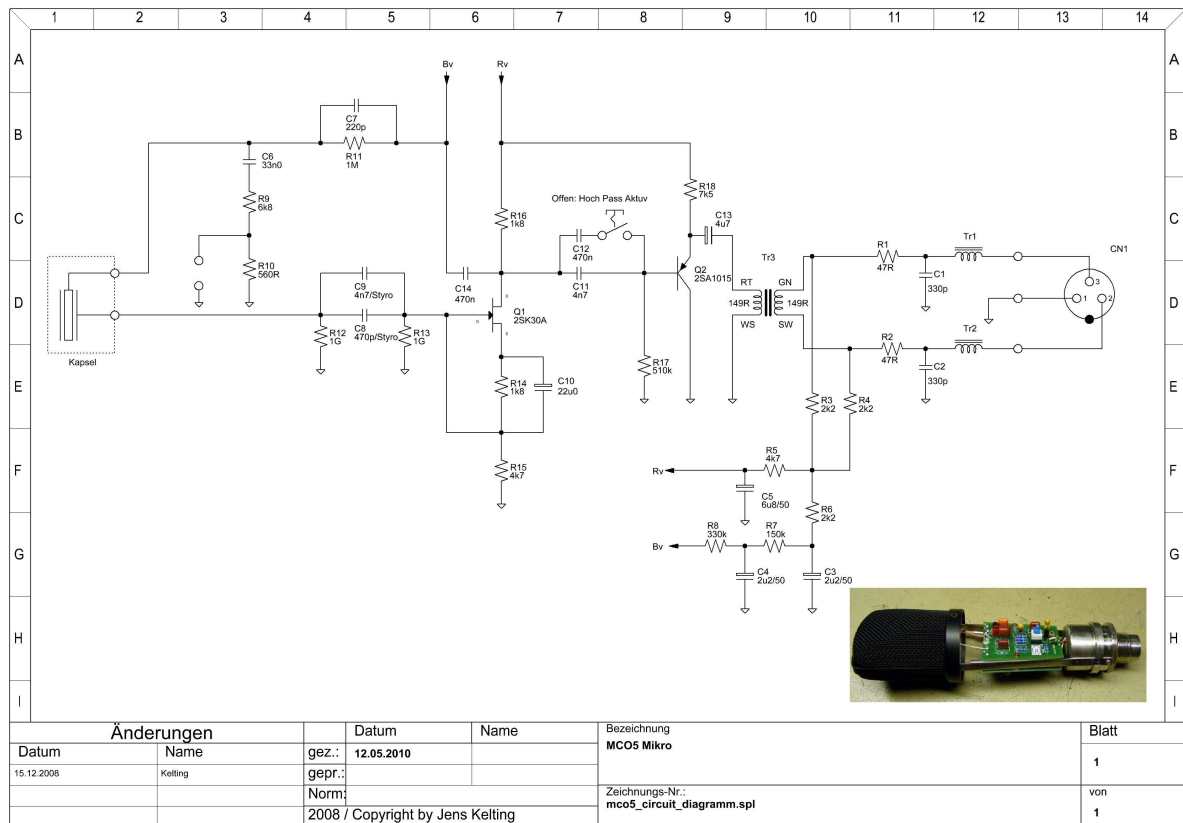 1 2 3 4 5 6 7 8 9 10 11 12 13 14
A A
B B
C C
D D
E E
F F
G G
H H
I I
Bv
Rv
C7
220p
R11
1M
C6
33n0
R9
6k8
R10
560R
R16
1k8
Offen: Hoch Pass Aktuv
C12
470n
C11
4n7
R18
7k5
C13
4u7
Q2
2SA1015
Tr3
RT
GN
149R
149R
WS
SW
R1
47R
Tr1
C1
330p
CN1
3
1
2
R2
47R
Tr2
C2
330p
Kapsel
C9
4n7/Styro
C8
470p/Styro
R12
1G
R13
1G
C14
470n
Q1
2SK30A
R14
1k8
C10
22u0
R15
4k7
R17
510k
R3
2k2
R4
2k2
Rv
R5
4k7
C5
6u8/50
R6
2k2
Bv
R8
330k
R7
150k
C4
2u2/50
C3
2u2/50
Änderungen
Datum Name
15.12.2008 Kelting
Datum Name
gez.: 12.05.2010
gepr.:
Norm:
2008 / Copyright by Jens Kelting
Bezeichnung
MCO5 Mikro
Zeichnungs-Nr.:
mco5_circuit_diagramm.spl
Blatt
1
von
1